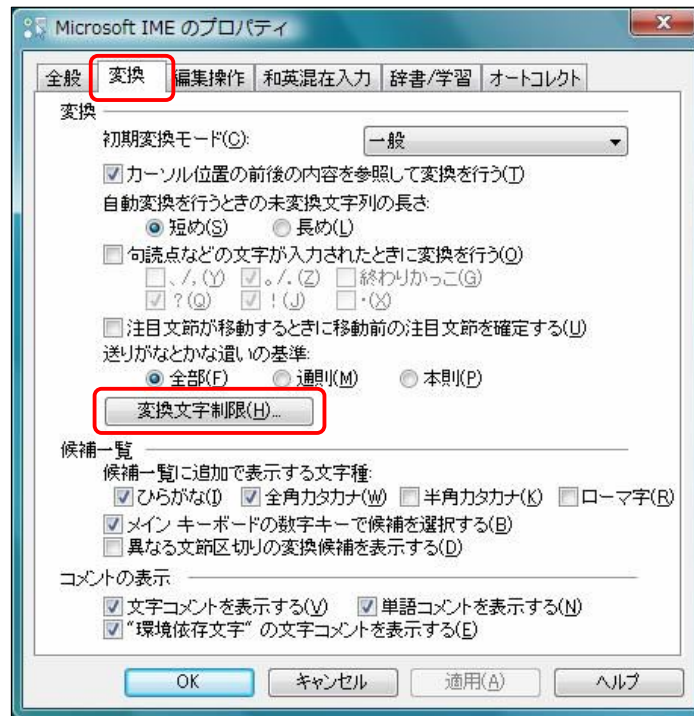 Microsoft IME のプロパティ
全般 変換 編集操作 和英混在入力 辞書/学習 オートコレクト
変換
初期変換モード(C): 一般
カーソル位置の前後の内容を参照して変換を行う(T)
自動変換を行うときの未変換文字列の長さ:
短め(S) 長め(L)
句読点などの文字が入力されたときに変換を行う(O)
、/,(Y) 。/.(Z) 終わりかっこ(G)
?(Q) !(J) ・(X)
注目文節が移動するときに移動前の注目文節を確定する(U)
送りがなとかな遣いの基準:
全部(F) 通則(M) 本則(P)
変換文字制限(H)...
候補一覧
候補一覧に追加で表示する文字種:
ひらがな(I) 全角カタカナ(W) 半角カタカナ(K) ローマ字(R)
メイン キーボードの数字キーで候補を選択する(B)
異なる文節区切りの変換候補を表示する(D)
コメントの表示
文字コメントを表示する(V) 単語コメントを表示する(N)
"環境依存文字" の文字コメントを表示する(E)
OK キャンセル 適用(A) ヘルプ